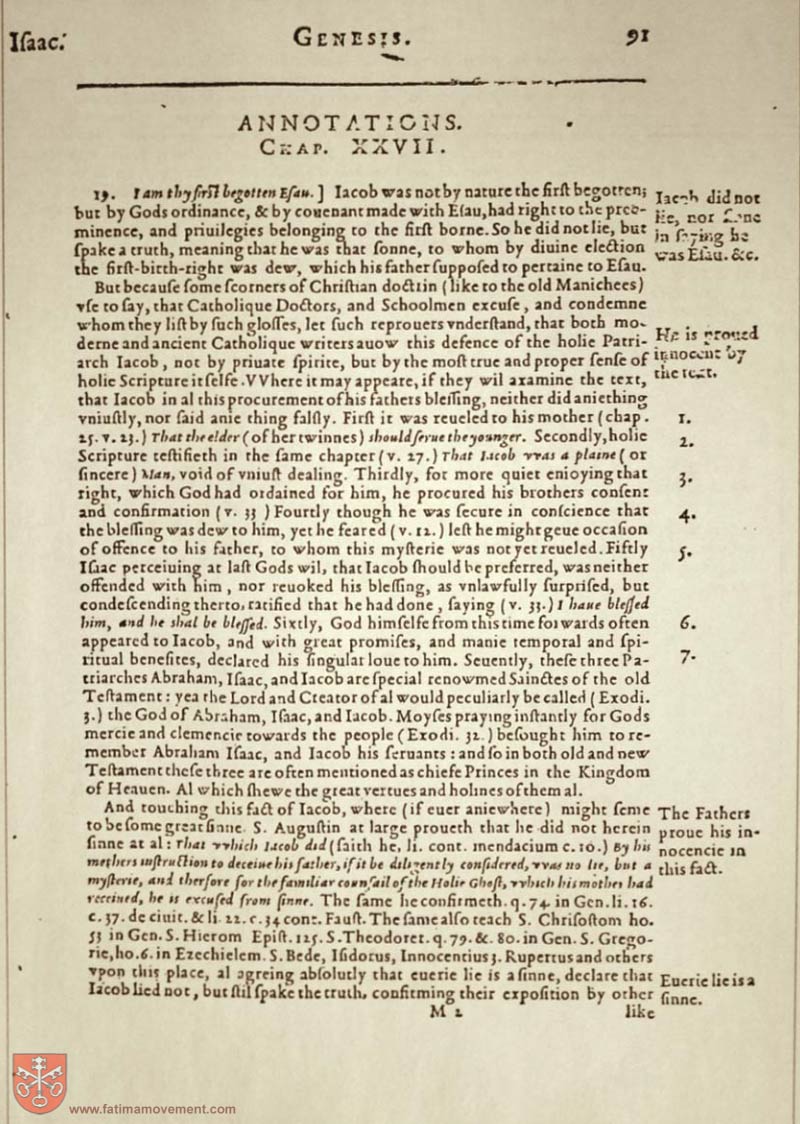 Iſaac.
GENESIS.
91
ANNOTATIONS.
CHAP. XXVII.
19. I am thy firſt begotten Eſau.] Iacob was not by nature the firſt begotten;
but by Gods ordinance, & by couenant made with Eſau, had right to the pree-
minence, and priuilegies belonging to the firſt borne. So he did not lie, but
ſpake a truth, meaning that he was that ſonne, to whom by diuine election
the firſt-birth-right was dew, which his father ſuppoſed to pertaine to Eſau.
Iacob did not
lie, nor ſinne
in ſaying he
was Eſau. &c.
But becauſe ſome ſcorners of Chriſtian doctrin (like to the old Manichees)
vſe to ſay, that Catholique Doctors, and Schoolmen excuſe, and condemne
whom they liſt by ſuch gloſſes, let ſuch reprouers vnderſtand, that both mo-
derne and ancient Catholique writers auow this defence of the holie Patri-
arch Iacob, not by priuate ſpirite, but by the moſt true and proper ſenſe of
holie Scripture it ſelfe. VVhere it may appeare, if they wil axamine the text,
that Iacob in al this procurement of his fathers bleſſing, neither did aniething
vniuſtly, nor ſaid anie thing falſly. Firſt it was reueled to his mother (chap.
25. v. 23.) That the elder (of her twinnes) should ſerue the younger. Secondly, holie
Scripture teſtifieth in the ſame chapter (v. 27.) That Iacob vvas a plaine (or
ſincere) Man, void of vniuſt dealing. Thirdly, for more quiet enioying that
right, which God had ordained for him, he procured his brothers conſent
and confirmation (v. 33) Fourtly though he was ſecure in conſcience that
the bleſſing was dew to him, yet he feared (v. 12.) leſt he might geue occaſion
of offence to his father, to whom this myſterie was not yet reueled. Fiftly
Iſaac perceiuing at laſt Gods wil, that Iacob ſhould be preferred, was neither
offended with him, nor reuoked his bleſſing, as vnlawfully ſurpriſed, but
condeſcending therto, ratified that he had done, ſaying (v. 33.) I haue bleſſed
him, and he shal be bleſſed. Sixtly, God himſelfe from this time forwards often
appeared to Iacob, and with great promiſes, and manie temporal and ſpi-
ritual benefites, declared his ſingular loue to him. Seuently, theſe three Pa-
triarches Abraham, Iſaac, and Iacob are ſpecial renowmed Sainctes of the old
Teſtament: yea the Lord and Creator of al would peculiarly be called (Exodi.
3.) the God of Abraham, Iſaac, and Iacob. Moyſes praying inſtantly for Gods
mercie and clemencie towards the people (Exodi. 32.) beſought him to re-
member Abraham Iſaac, and Iacob his ſeruants: and ſo in both old and new
Teſtament theſe three are often mentioned as chiefe Princes in the Kingdom
of Heauen. Al which ſhewe the great vertues and holines of them al.
He is proued
innocent by
the text.
1.
2.
3.
4.
5.
6.
7.
And touching this fact of Iacob, where (if euer aniewhere) might ſeme
to be ſome great ſinne. S. Auguſtin at large proueth that he did not herein
ſinne at al: That vvhich Iacob did (ſaith he, li. cont. mendacium c. 10.) By his
mothers inſtruction to deceiue his father, if it be diligently conſidered, vvas no lie, but a
myſterie, and therfore for the familiar counſail of the Holie Ghoſt, vvhich his mother had
receiued, he is excuſed from ſinne. The ſame he confirmeth. q. 74. in Gen. li. 16.
c. 37. de ciuit. & li. 22. c. 34 cont. Fauſt. The ſame alſo teach S. Chriſoſtom ho.
53 in Gen. S. Hierom Epiſt. 125. S. Theodoret. q. 79. &. 80. in Gen. S. Grego-
rie, ho. 6. in Ezechielem. S. Bede, Iſidorus, Innocentius 3. Rupertus and others
vpon this place, al agreing abſolutly that euerie lie is a ſinne, declare that
Iacob lied not, but ſtil ſpake the truth, confirming their expoſition by other
The Fathers
proue his in-
nocencie in
this fact.
Euerie lie is a
ſinne.
M 2
like
www.fatimamovement.com